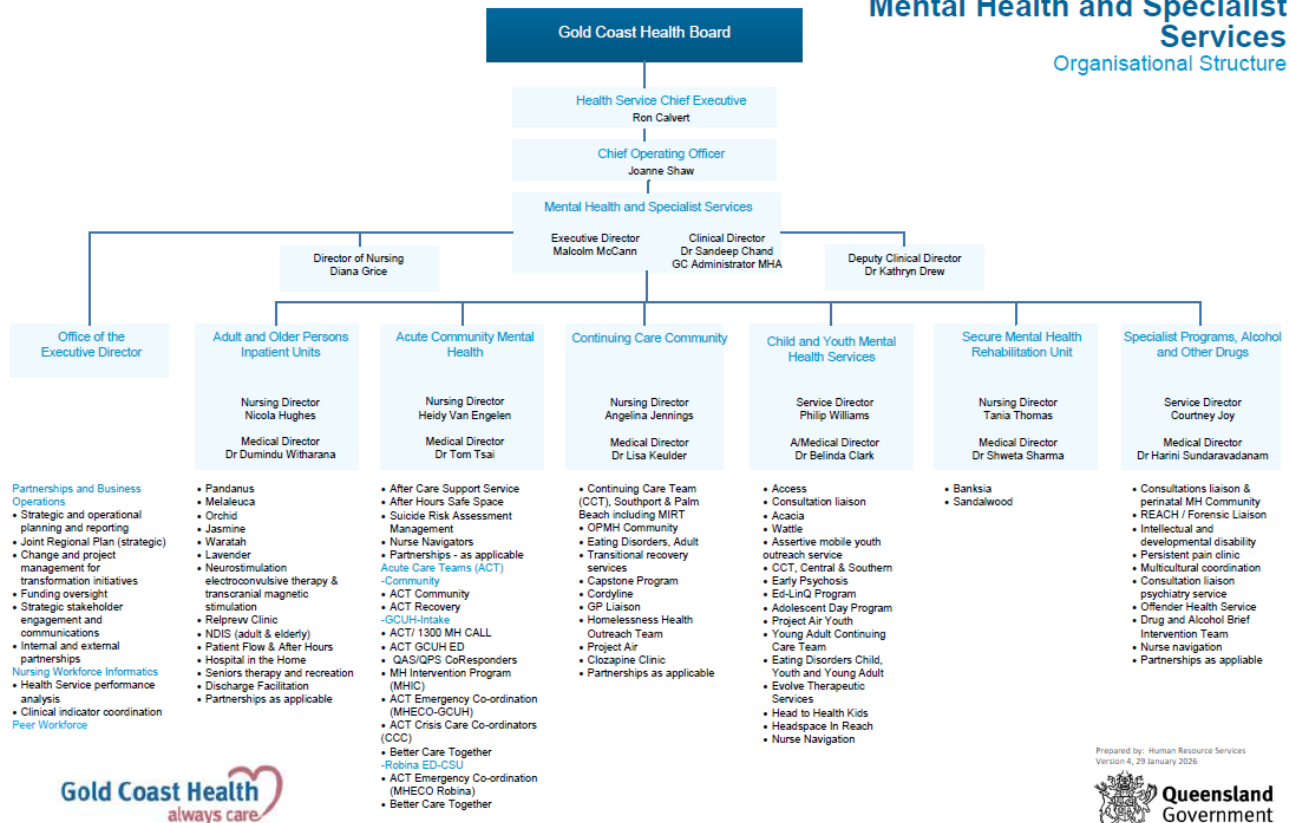 Mental Health and Specialist
Services
Organisational Structure
Gold Coast Health Board
Health Service Chief Executive
Ron Calvert
Chief Operating Officer
Joanne Shaw
Mental Health and Specialist Services
Executive Director
Malcolm McCann
Clinical Director
Dr Sandeep Chand
GC Administrator MHA
Director of Nursing
Diana Grice
Deputy Clinical Director
Dr Kathryn Drew
Office of the
Executive Director
Partnerships and Business
Operations
• Strategic and operational
planning and reporting
• Joint Regional Plan (strategic)
• Change and project
management for
transformation initiatives
• Funding oversight
• Strategic stakeholder
engagement and
communications
• Internal and external
partnerships
Nursing Workforce Informatics
• Health Service performance
analysis
• Clinical indicator coordination
Peer Workforce
Adult and Older Persons
Inpatient Units
Nursing Director
Nicola Hughes
Medical Director
Dr Dumindu Witharana
• Pandanus
• Melaleuca
• Orchid
• Jasmine
• Waratah
• Lavender
• Neurostimulation
electroconvulsive therapy &
transcranial magnetic
stimulation
• Relprevv Clinic
• NDIS (adult & elderly)
• Patient Flow & After Hours
• Hospital in the Home
• Seniors therapy and recreation
• Discharge Facilitation
• Partnerships as applicable
Acute Community Mental
Health
Nursing Director
Heidy Van Engelen
Medical Director
Dr Tom Tsai
• After Care Support Service
• After Hours Safe Space
• Suicide Risk Assessment
Management
• Nurse Navigators
• Partnerships - as applicable
Acute Care Teams (ACT)
-Community
• ACT Community
• ACT Recovery
-GCUH-Intake
• ACT/ 1300 MH CALL
• ACT GCUH ED
• QAS/QPS CoResponders
• MH Intervention Program
(MHIC)
• ACT Emergency Co-ordination
(MHECO-GCUH)
• ACT Crisis Care Co-ordinators
(CCC)
• Better Care Together
-Robina ED-CSU
• ACT Emergency Co-ordination
(MHECO Robina)
• Better Care Together
Continuing Care Community
Nursing Director
Angelina Jennings
Medical Director
Dr Lisa Keulder
• Continuing Care Team
(CCT), Southport & Palm
Beach including MIRT
• OPMH Community
• Eating Disorders, Adult
• Transitional recovery
services
• Capstone Program
• Cordyline
• GP Liaison
• Homelessness Health
Outreach Team
• Project Air
• Clozapine Clinic
• Partnerships as applicable
Child and Youth Mental
Health Services
Service Director
Philip Williams
A/Medical Director
Dr Belinda Clark
• Access
• Consultation liaison
• Acacia
• Wattle
• Assertive mobile youth
outreach service
• CCT, Central & Southern
• Early Psychosis
• Ed-LinQ Program
• Adolescent Day Program
• Project Air Youth
• Young Adult Continuing
Care Team
• Eating Disorders Child,
Youth and Young Adult
• Evolve Therapeutic
Services
• Head to Health Kids
• Headspace In Reach
• Nurse Navigation
Secure Mental Health
Rehabilitation Unit
Nursing Director
Tania Thomas
Medical Director
Dr Shweta Sharma
• Banksia
• Sandalwood
Specialist Programs, Alcohol
and Other Drugs
Service Director
Courtney Joy
Medical Director
Dr Harini Sundaravadanam
• Consultations liaison &
perinatal MH Community
• REACH / Forensic Liaison
• Intellectual and
developmental disability
• Persistent pain clinic
• Multicultural coordination
• Consultation liaison
psychiatry service
• Offender Health Service
• Drug and Alcohol Brief
Intervention Team
• Nurse navigation
• Partnerships as appliable
Gold Coast Health
always care
Prepared by: Human Resource Services
Version 4, 29 January 2026
Queensland
Government